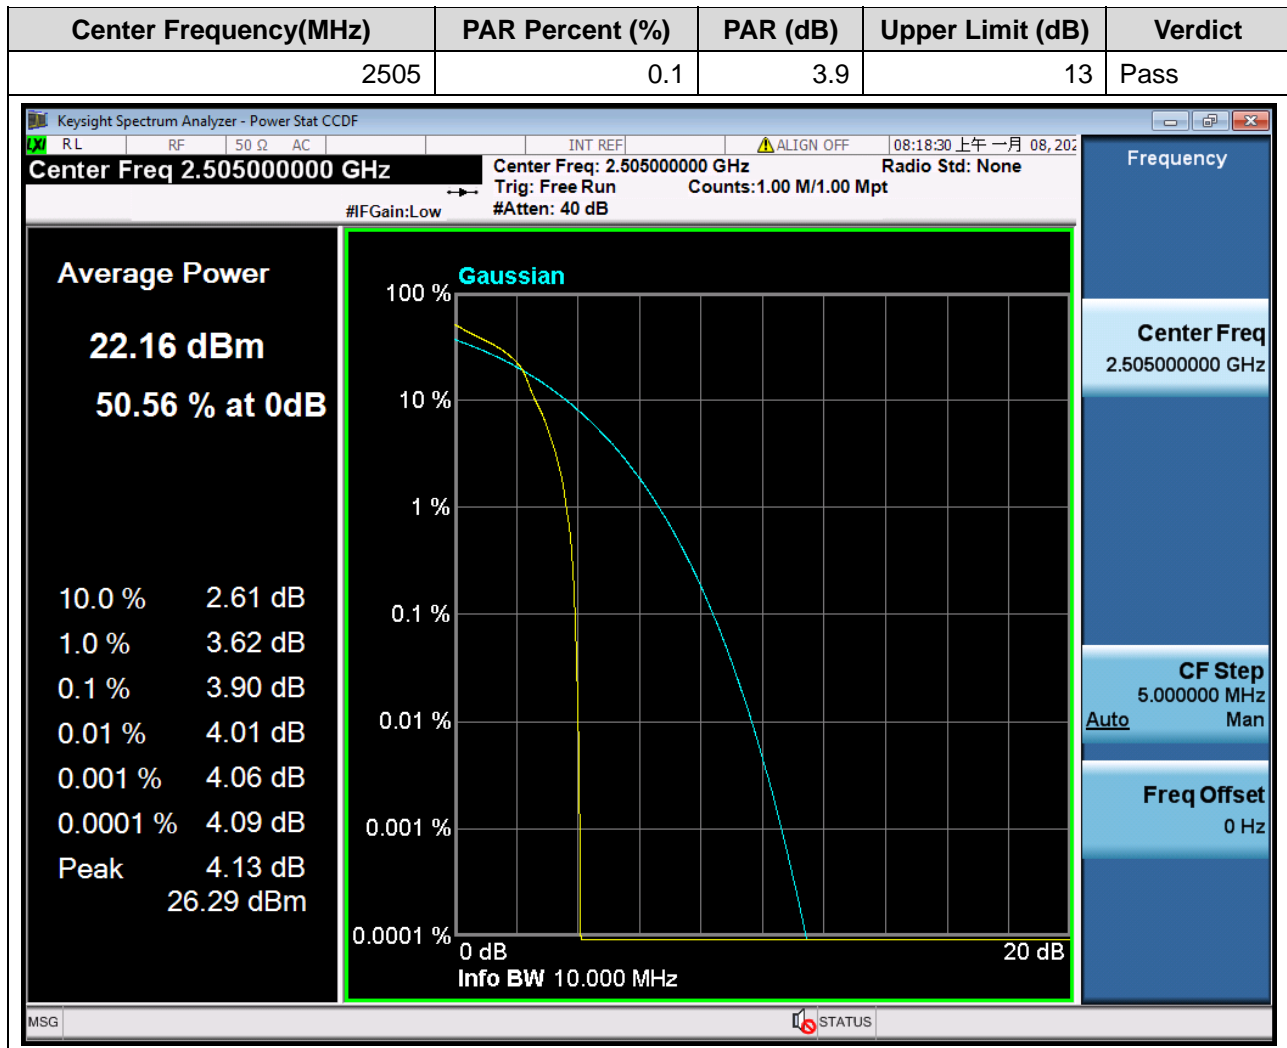 Center Frequency(MHz) PAR Percent (%) PAR (dB) Upper Limit (dB) Verdict
2505 0.1 3.9 13 Pass
Keysight Spectrum Analyzer - Power Stat CCDF
LXI RL RF 50 Ω AC INT REF ALIGN OFF 08:18:30 上午 一月 08, 202
Center Freq 2.505000000 GHz
Center Freq: 2.505000000 GHz Radio Std: None
Trig: Free Run Counts:1.00 M/1.00 Mpt
#IFGain:Low #Atten: 40 dB
Average Power
22.16 dBm
50.56 % at 0dB
10.0 % 2.61 dB
1.0 % 3.62 dB
0.1 % 3.90 dB
0.01 % 4.01 dB
0.001 % 4.06 dB
0.0001 % 4.09 dB
Peak 4.13 dB
26.29 dBm
Gaussian
100 %
10 %
1 %
0.1 %
0.01 %
0.001 %
0.0001 %
0 dB 20 dB
Info BW 10.000 MHz
Frequency
Center Freq
2.505000000 GHz
CF Step
5.000000 MHz
Auto Man
Freq Offset
0 Hz
MSG STATUS